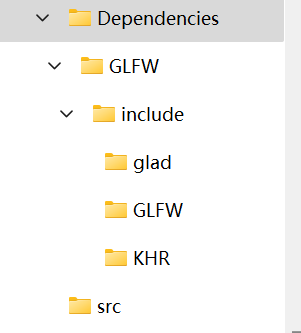 Dependencies
GLFW
include
glad
GLFW
KHR
src